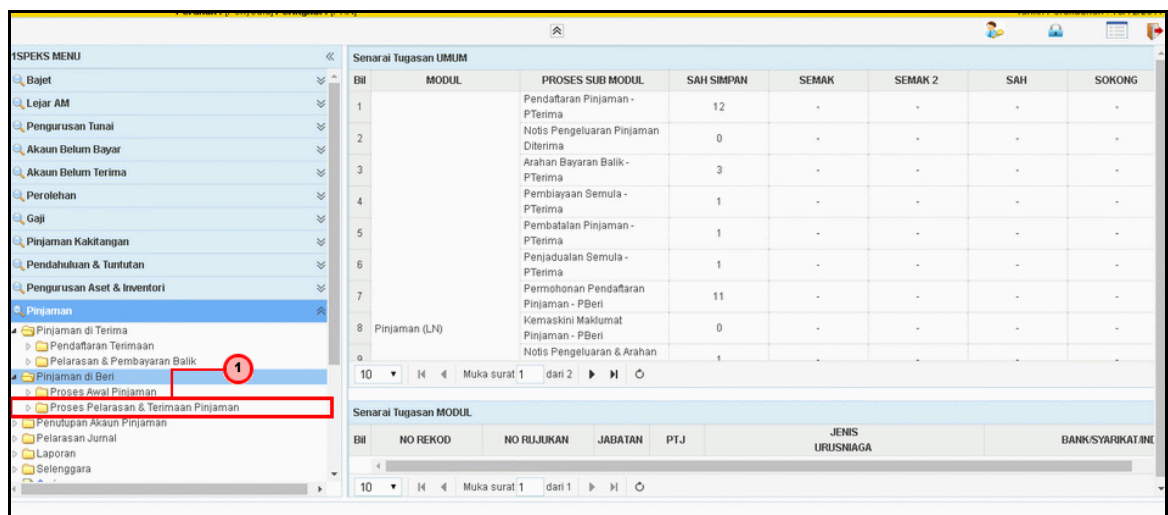 1SPEKS MENU
Bajet
Lejar AM
Pengurusan Tunai
Akaun Belum Bayar
Akaun Belum Terima
Perolehan
Gaji
Pinjaman Kakitangan
Pendahuluan & Tuntutan
Pengurusan Aset & Inventori
Pinjaman
Pinjaman di Terima
Pendaftaran Terimaan
Pelarasan & Pembayaran Balik
1
Pinjaman di Beri
Proses Awal Pinjaman
Proses Pelarasan & Terimaan Pinjaman
Penutupan Akaun Pinjaman
Pelarasan Jurnal
Laporan
Selenggara
Senarai Tugasan UMUM
Bil MODUL PROSES SUB MODUL SAH SIMPAN SEMAK SEMAK 2 SAH SOKONG
1 Pendaftaran Pinjaman - 12 - - - -
PTerima
2 Notis Pengeluaran Pinjaman 0 - - - -
Diterima
3 Arahan Bayaran Balik - 3 - - - -
PTerima
4 Pembiayaan Semula - 1 - - - -
PTerima
5 Pembatalan Pinjaman - 1 - - - -
PTerima
6 Penjadualan Semula - 1 - - - -
PTerima
7 Permohonan Pendaftaran 11 - - - -
Pinjaman - PBeri
8 Pinjaman (LN) Kemaskini Maklumat 0 - - - -
Pinjaman - PBeri
9 Notis Pengeluaran & Arahan 1 - - - -
10 Muka surat 1 dari 2
Senarai Tugasan MODUL
Bil NO REKOD NO RUJUKAN JABATAN PTJ JENIS
URUSNIAGA BANK/SYARIKAT/IND
10 Muka surat 1 dari 1